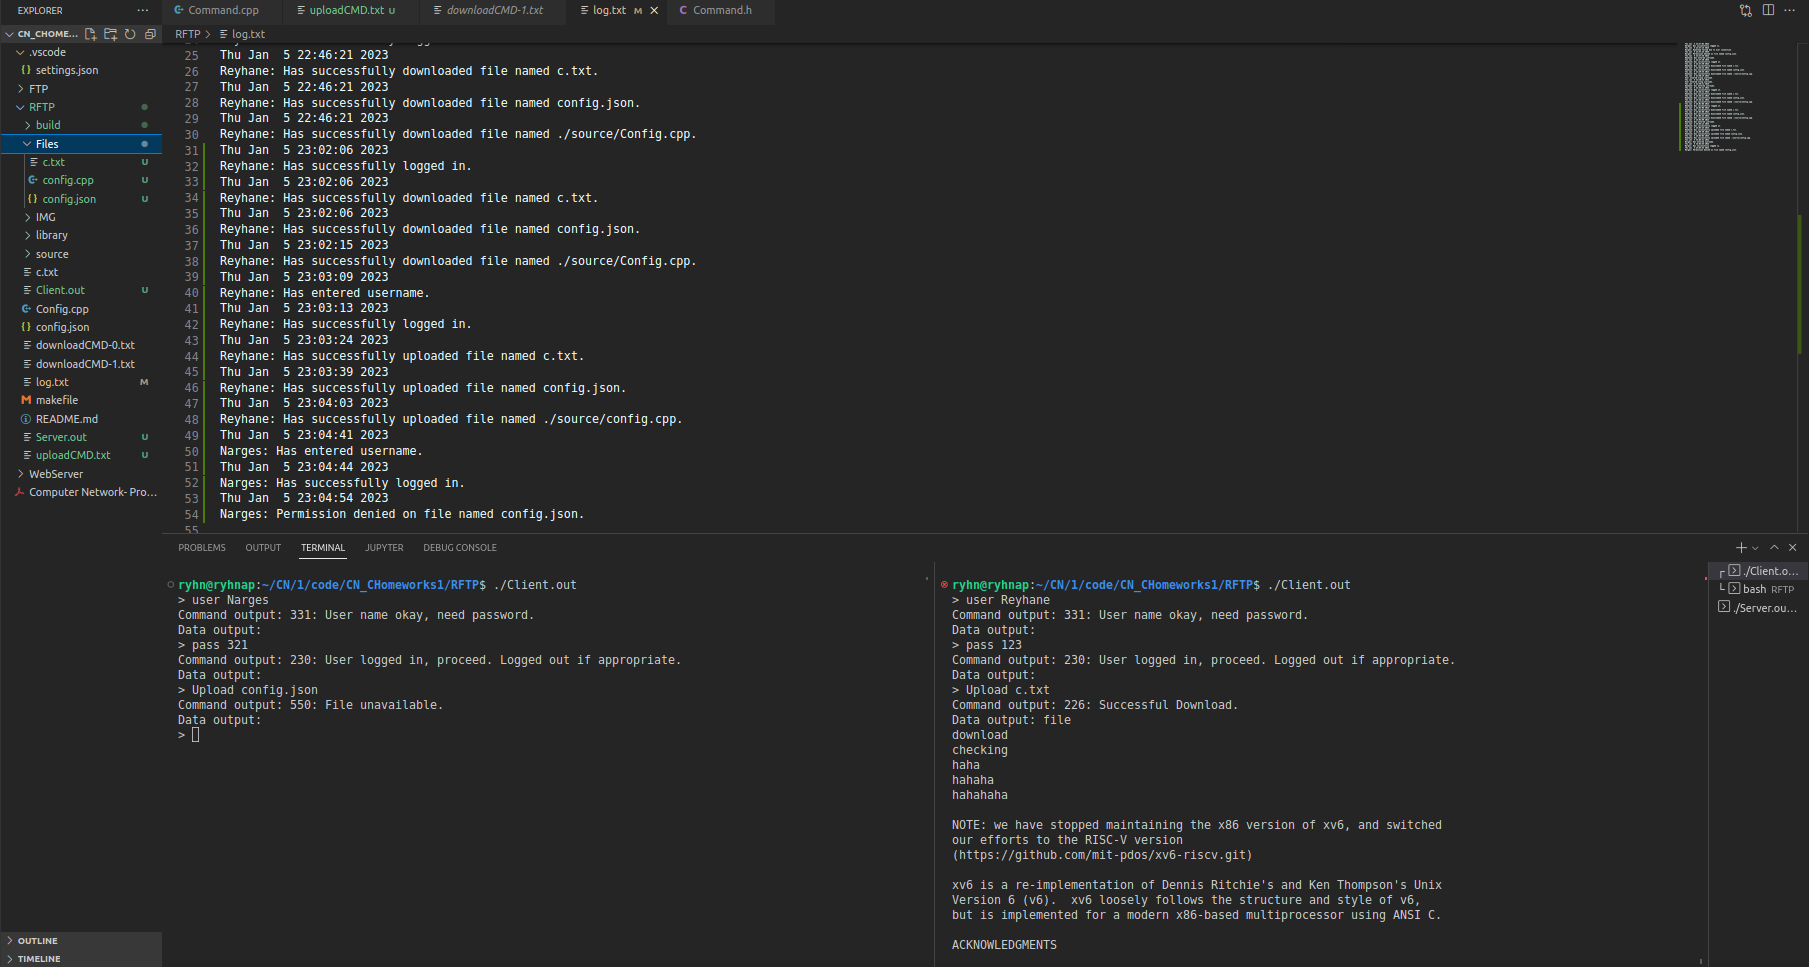 EXPLORER
CN_CHOME...
.vscode
settings.json
FTP
RFTP
build
Files
c.txt U
config.cpp U
config.json U
IMG
library
source
c.txt
Client.out U
Config.cpp
config.json
downloadCMD-0.txt
downloadCMD-1.txt
log.txt M
makefile
README.md
Server.out U
uploadCMD.txt U
WebServer
Computer Network- Pro...
OUTLINE
TIMELINE
Command.cpp
uploadCMD.txt U
downloadCMD-1.txt
log.txt M
Command.h
RFTP > log.txt
25 Thu Jan  5 22:46:21 2023
26 Reyhane: Has successfully downloaded file named c.txt.
27 Thu Jan  5 22:46:21 2023
28 Reyhane: Has successfully downloaded file named config.json.
29 Thu Jan  5 22:46:21 2023
30 Reyhane: Has successfully downloaded file named ./source/Config.cpp.
31 Thu Jan  5 23:02:06 2023
32 Reyhane: Has successfully logged in.
33 Thu Jan  5 23:02:06 2023
34 Reyhane: Has successfully downloaded file named c.txt.
35 Thu Jan  5 23:02:06 2023
36 Reyhane: Has successfully downloaded file named config.json.
37 Thu Jan  5 23:02:15 2023
38 Reyhane: Has successfully downloaded file named ./source/Config.cpp.
39 Thu Jan  5 23:03:09 2023
40 Reyhane: Has entered username.
41 Thu Jan  5 23:03:13 2023
42 Reyhane: Has successfully logged in.
43 Thu Jan  5 23:03:24 2023
44 Reyhane: Has successfully uploaded file named c.txt.
45 Thu Jan  5 23:03:39 2023
46 Reyhane: Has successfully uploaded file named config.json.
47 Thu Jan  5 23:04:03 2023
48 Reyhane: Has successfully uploaded file named ./source/config.cpp.
49 Thu Jan  5 23:04:41 2023
50 Narges: Has entered username.
51 Thu Jan  5 23:04:44 2023
52 Narges: Has successfully logged in.
53 Thu Jan  5 23:04:54 2023
54 Narges: Permission denied on file named config.json.
55
PROBLEMS OUTPUT TERMINAL JUPYTER DEBUG CONSOLE
ryhn@ryhnap:~/CN/1/code/CN_CHomeworks1/RFTP$ ./Client.out
> user Narges
Command output: 331: User name okay, need password.
Data output:
> pass 321
Command output: 230: User logged in, proceed. Logged out if appropriate.
Data output:
> Upload config.json
Command output: 550: File unavailable.
Data output:
>
ryhn@ryhnap:~/CN/1/code/CN_CHomeworks1/RFTP$ ./Client.out
> user Reyhane
Command output: 331: User name okay, need password.
Data output:
> pass 123
Command output: 230: User logged in, proceed. Logged out if appropriate.
Data output:
> Upload c.txt
Command output: 226: Successful Download.
Data output: file
download
checking
haha
hahaha
hahahaha
NOTE: we have stopped maintaining the x86 version of xv6, and switched
our efforts to the RISC-V version
(https://github.com/mit-pdos/xv6-riscv.git)
xv6 is a re-implementation of Dennis Ritchie's and Ken Thompson's Unix
Version 6 (v6).  xv6 loosely follows the structure and style of v6,
but is implemented for a modern x86-based multiprocessor using ANSI C.
ACKNOWLEDGMENTS
./Client.o...
bash RFTP
./Server.ou...